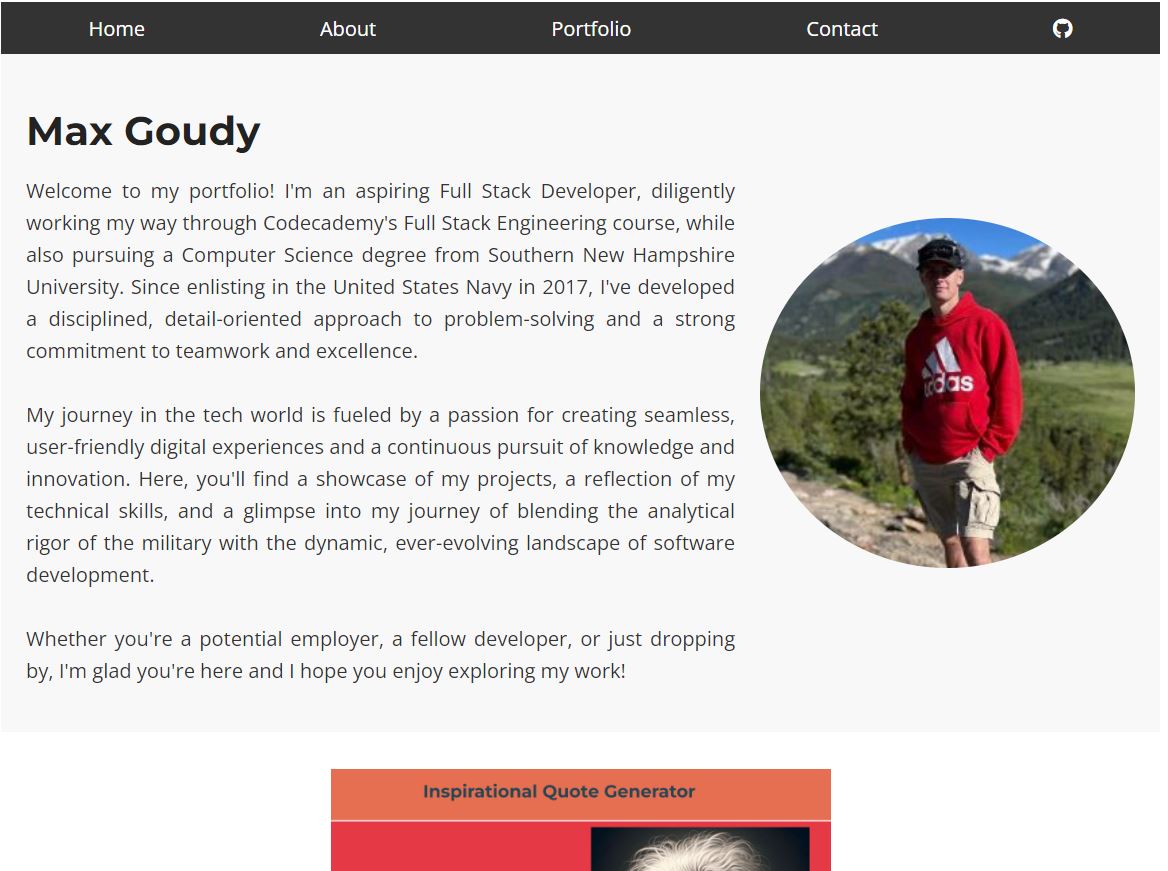 Home About Portfolio Contact
Max Goudy
Welcome to my portfolio! I'm an aspiring Full Stack Developer, diligently
working my way through Codecademy's Full Stack Engineering course, while
also pursuing a Computer Science degree from Southern New Hampshire
University. Since enlisting in the United States Navy in 2017, I've developed
a disciplined, detail-oriented approach to problem-solving and a strong
commitment to teamwork and excellence.
My journey in the tech world is fueled by a passion for creating seamless,
user-friendly digital experiences and a continuous pursuit of knowledge and
innovation. Here, you'll find a showcase of my projects, a reflection of my
technical skills, and a glimpse into my journey of blending the analytical
rigor of the military with the dynamic, ever-evolving landscape of software
development.
Whether you're a potential employer, a fellow developer, or just dropping
by, I'm glad you're here and I hope you enjoy exploring my work!
adidas
Inspirational Quote Generator